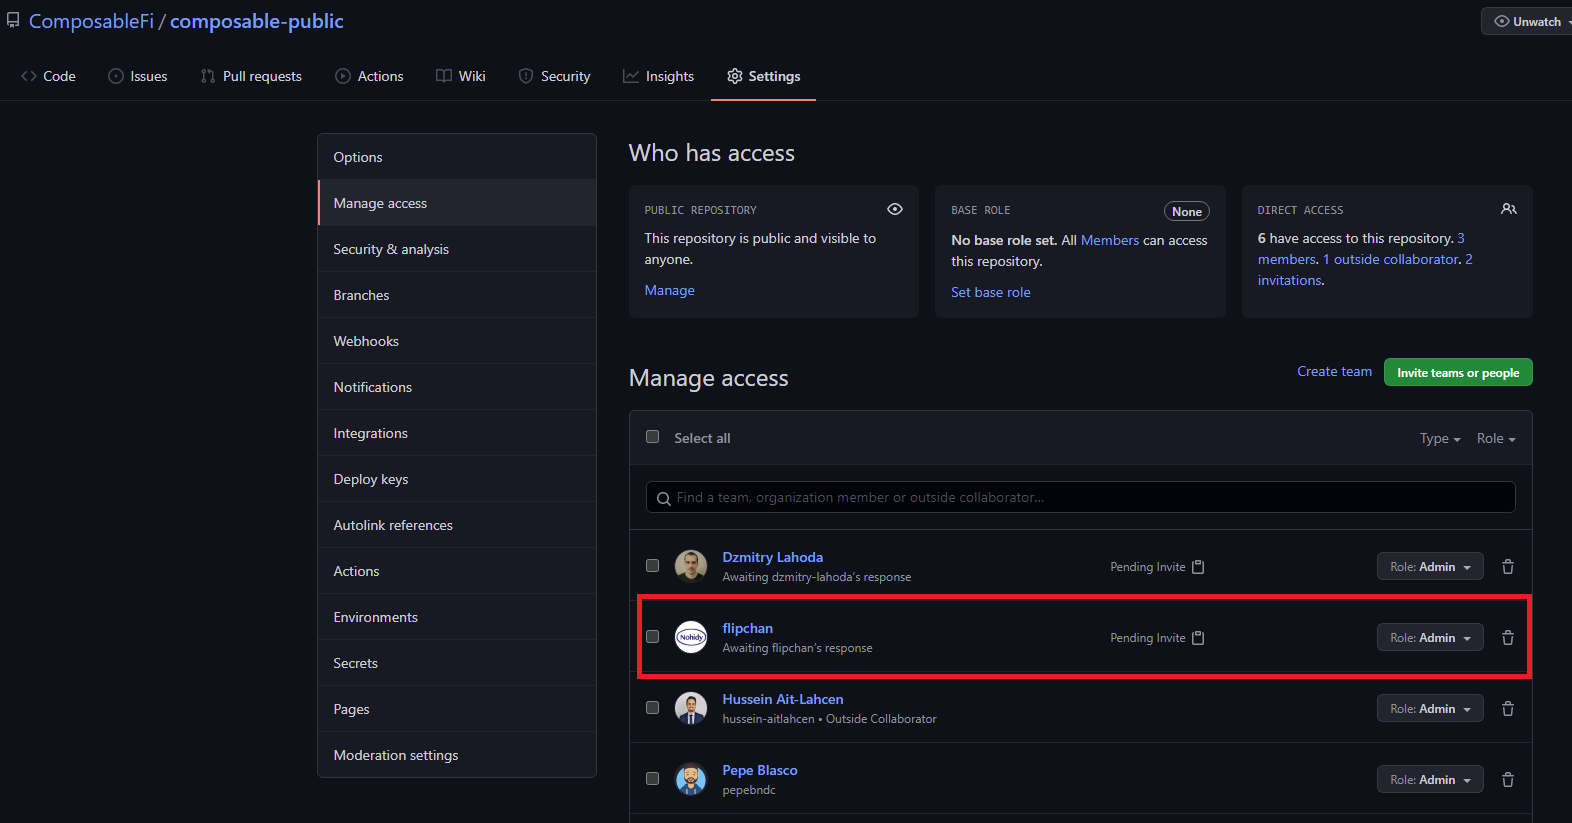 ComposableFi / composable-public
Unwatch
Code
Issues
Pull requests
Actions
Wiki
Security
Insights
Settings
Options
Manage access
Security & analysis
Branches
Webhooks
Notifications
Integrations
Deploy keys
Autolink references
Actions
Environments
Secrets
Pages
Moderation settings
Who has access
PUBLIC REPOSITORY
This repository is public and visible to
anyone.
Manage
BASE ROLE
None
No base role set. All Members can access
this repository.
Set base role
DIRECT ACCESS
6 have access to this repository. 3
members. 1 outside collaborator. 2
invitations.
Manage access
Create team
Invite teams or people
Select all
Type
Role
Find a team, organization member or outside collaborator...
Dzmitry Lahoda
Awaiting dzmitry-lahoda's response
Pending Invite
Role: Admin
Nohidy
flipchan
Awaiting flipchan's response
Pending Invite
Role: Admin
Hussein Ait-Lahcen
hussein-aitlahcen • Outside Collaborator
Role: Admin
Pepe Blasco
pepebndc
Role: Admin